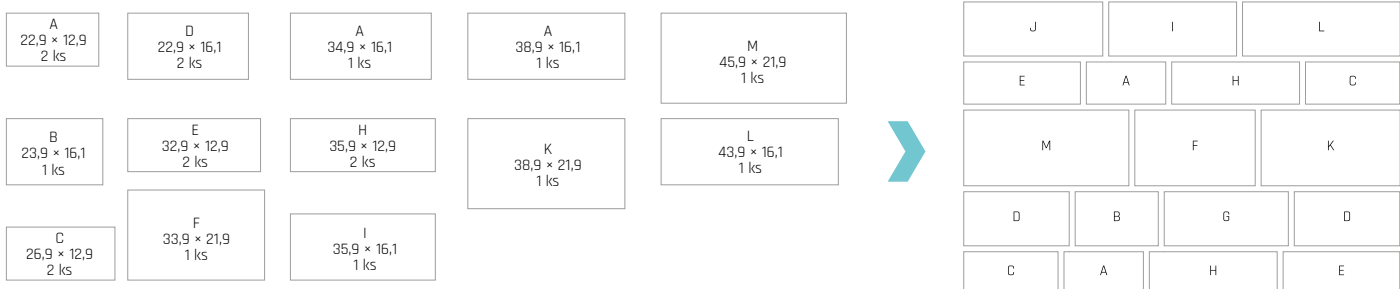 A
22,9 × 12,9
2 ks
D
22,9 × 16,1
2 ks
A
34,9 × 16,1
1 ks
A
38,9 × 16,1
1 ks
M
45,9 × 21,9
1 ks
B
23,9 × 16,1
1 ks
E
32,9 × 12,9
2 ks
H
35,9 × 12,9
2 ks
K
38,9 × 21,9
1 ks
L
43,9 × 16,1
1 ks
C
26,9 × 12,9
2 ks
F
33,9 × 21,9
1 ks
I
35,9 × 16,1
1 ks
J I L
E A H C
M F K
D B G D
C A H E